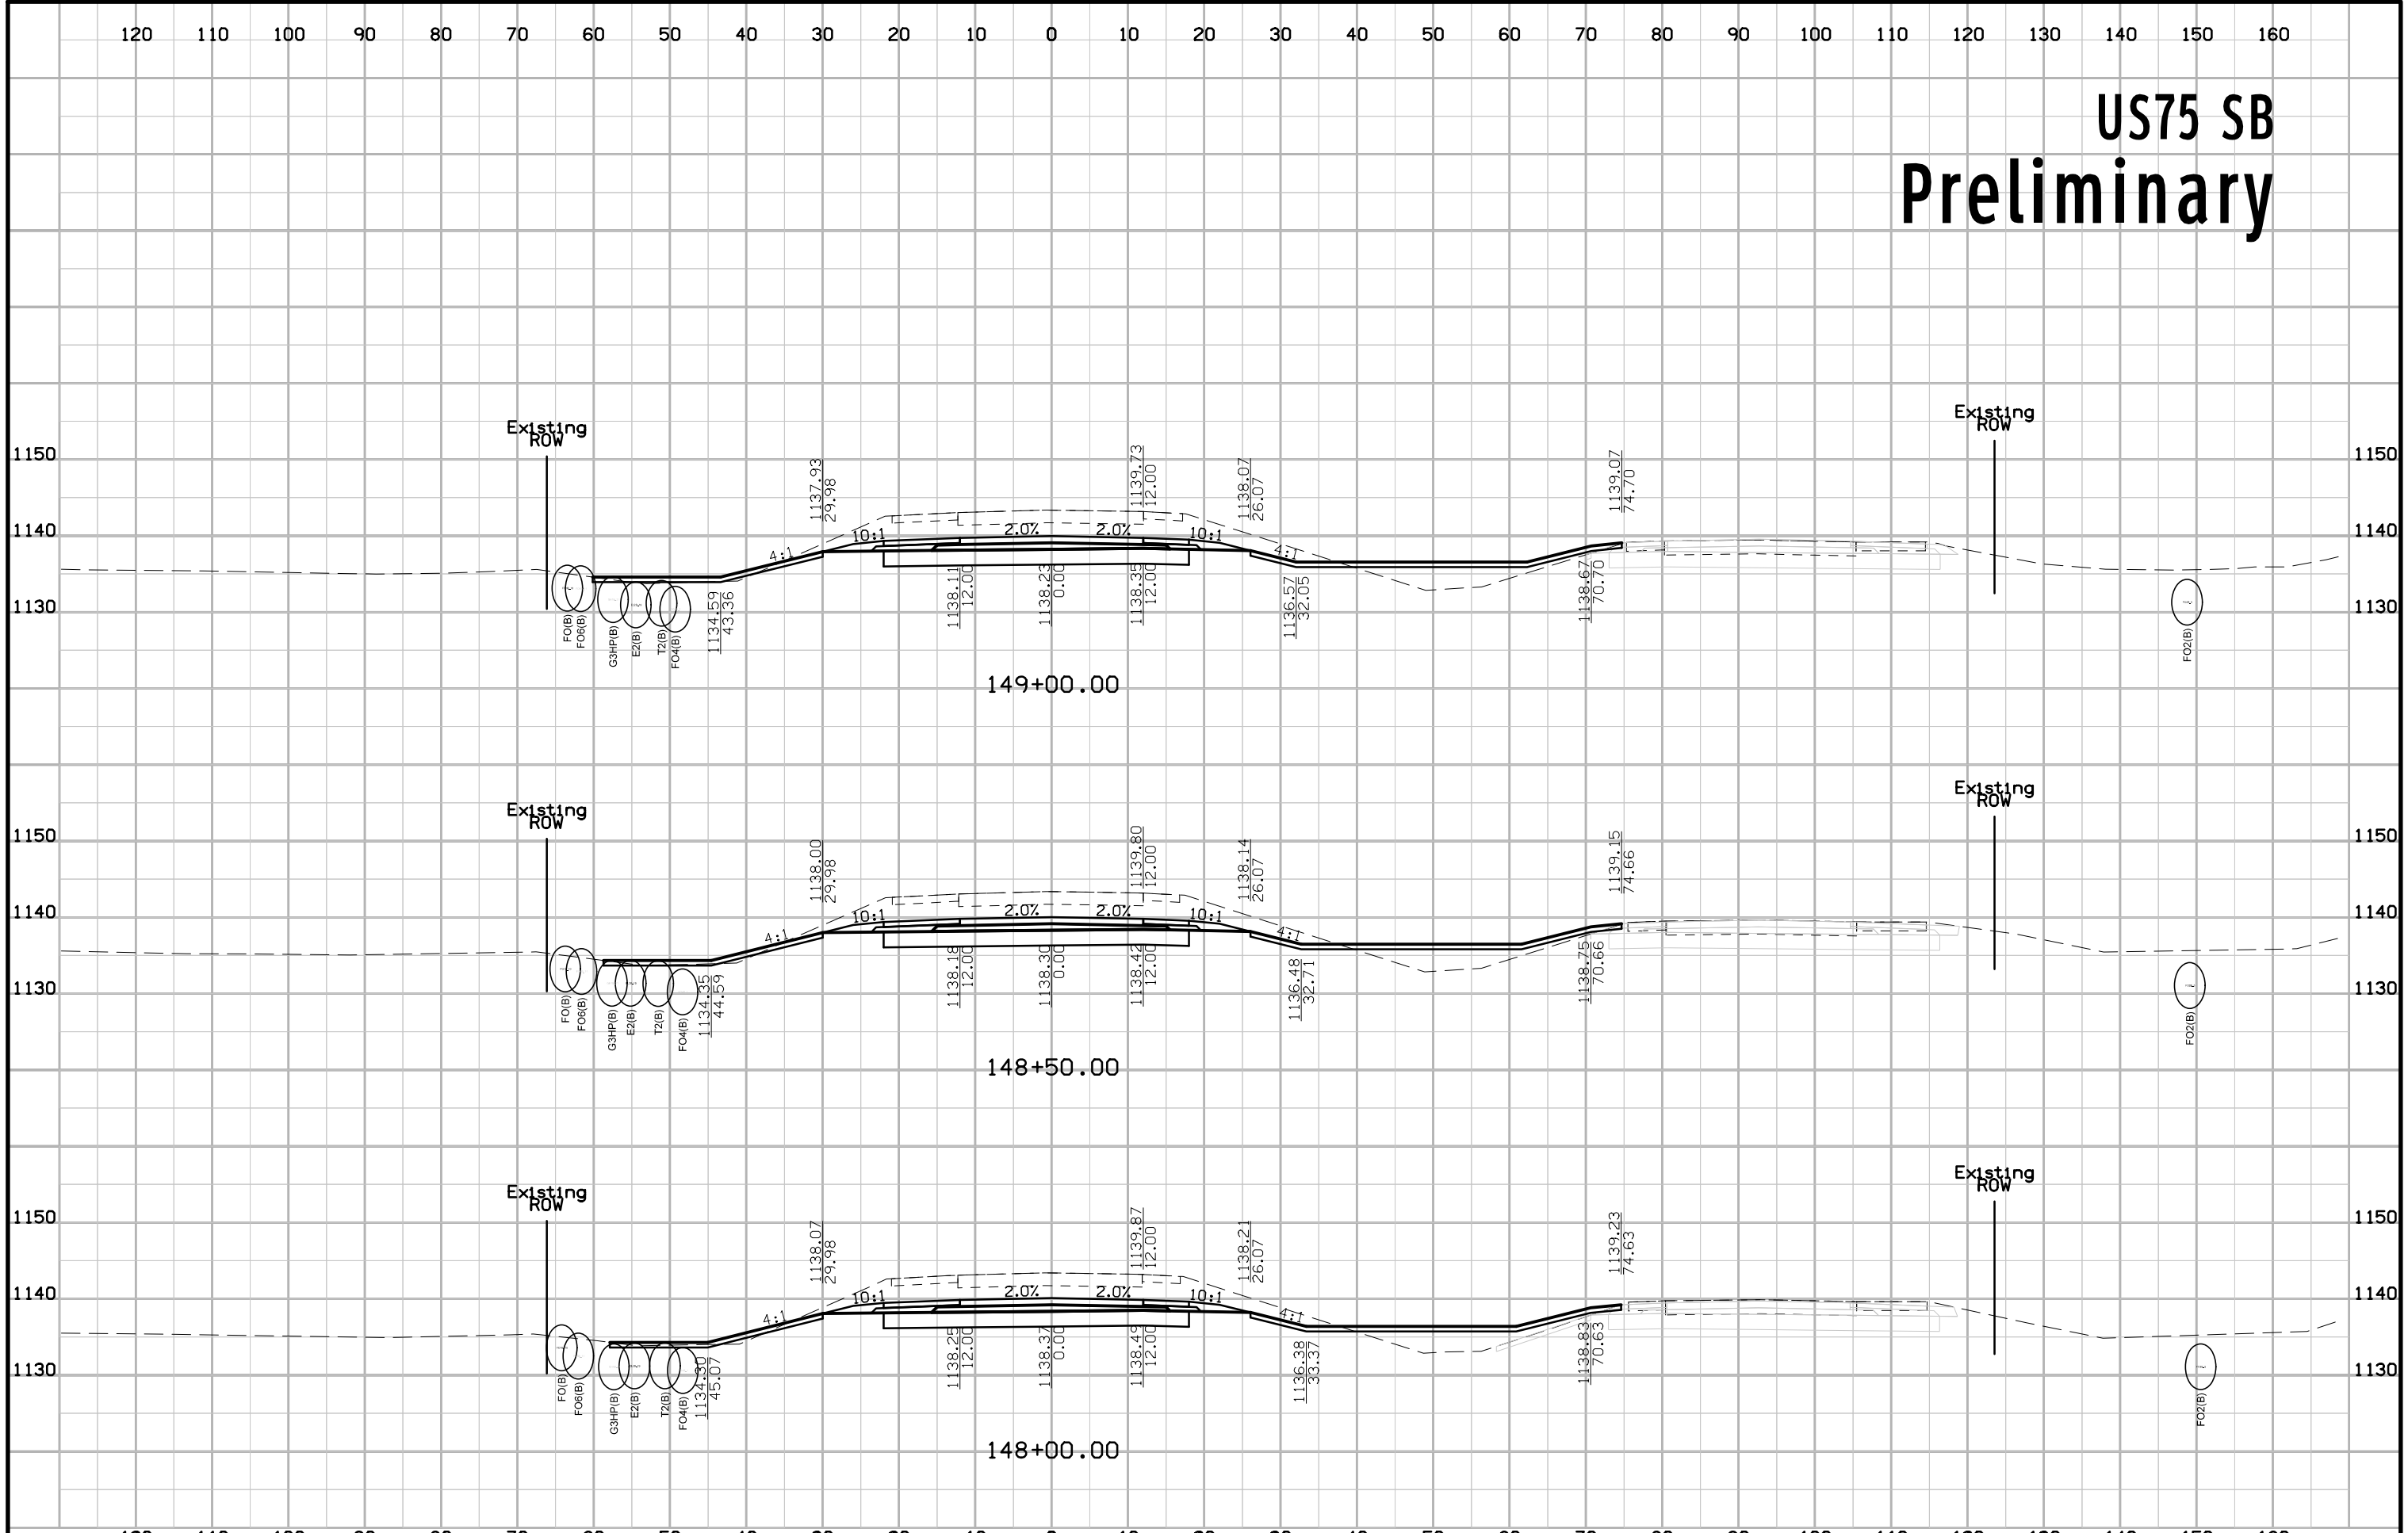 120 110 100 90 80 70 60 50 40 30 20 10 0 10 20 30 40 50 60 70 80 90 100 110 120 130 140 150 160
US75 SB
Preliminary
Existing
ROW
Existing
ROW
1150
1150
1140
1140
1130
1130
1137.93
29.98
1139.73
12.00
1138.07
26.07
1139.07
74.70
4:1
10:1
2.0%
2.0%
10:1
4:1
FO(B)
FO6(B)
G3HP(B)
E2(B)
T2(B)
FO4(B)
1134.59
43.36
1138.11
12.00
1138.23
0.00
1138.35
12.00
1136.57
32.05
1138.67
70.70
FO2(B)
149+00.00
Existing
ROW
Existing
ROW
1150
1150
1140
1140
1130
1130
1138.00
29.98
1139.80
12.00
1138.14
26.07
1139.15
74.66
4:1
10:1
2.0%
2.0%
10:1
4:1
FO(B)
FO6(B)
G3HP(B)
E2(B)
T2(B)
FO4(B)
1134.35
44.59
1138.18
12.00
1138.30
0.00
1138.42
12.00
1136.48
32.71
1138.75
70.66
FO2(B)
148+50.00
Existing
ROW
Existing
ROW
1150
1150
1140
1140
1130
1130
1138.07
29.98
1139.87
12.00
1138.21
26.07
1139.23
74.63
4:1
10:1
2.0%
2.0%
10:1
4:1
FO(B)
FO6(B)
G3HP(B)
E2(B)
T2(B)
FO4(B)
1134.30
45.07
1138.25
12.00
1138.37
0.00
1138.49
12.00
1136.38
33.37
1138.83
70.63
FO2(B)
148+00.00